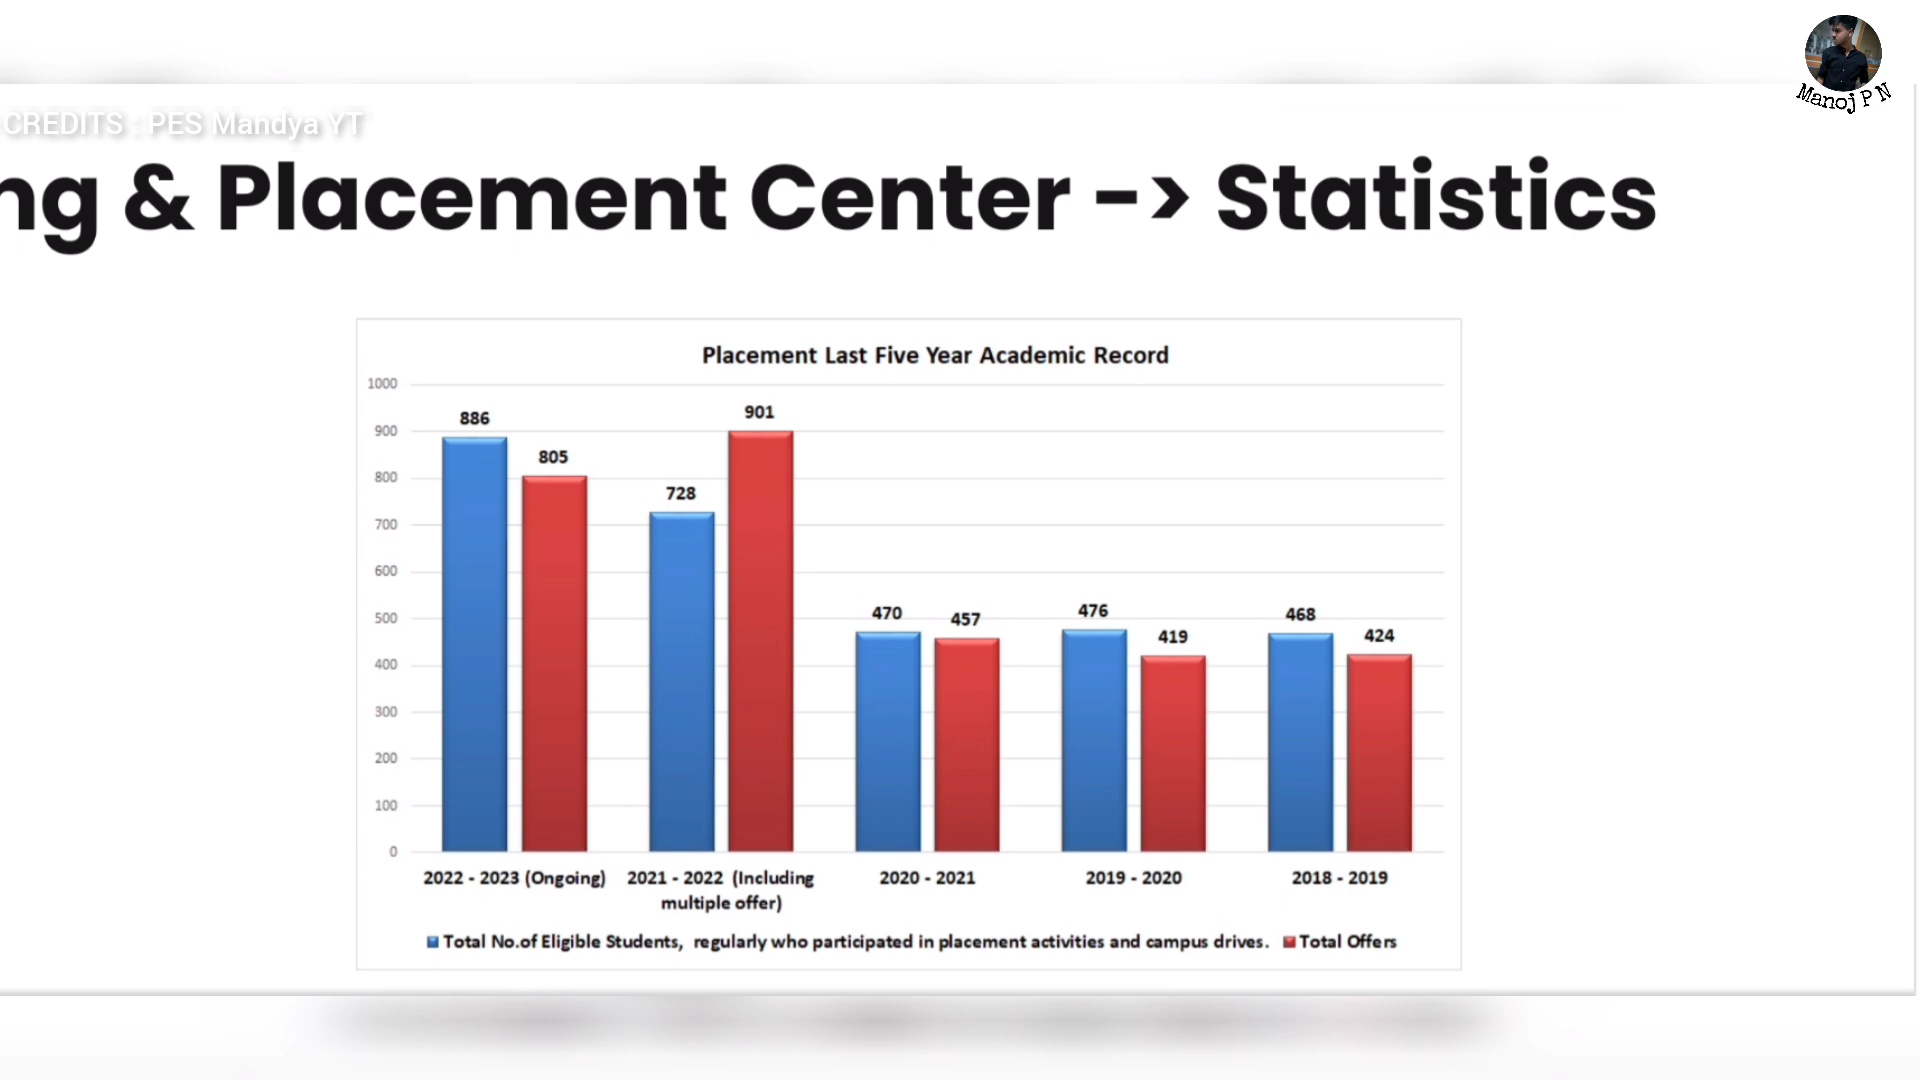 Manoj P N
CREDITS : PES Mandya YT
ng & Placement Center -> Statistics
Placement Last Five Year Academic Record
1000
900
800
700
600
500
400
300
200
100
0
886
805
728
901
470
457
476
419
468
424
2022 - 2023 (Ongoing)
2021 - 2022 (Including
multiple offer)
2020 - 2021
2019 - 2020
2018 - 2019
Total No.of Eligible Students, regularly who participated in placement activities and campus drives.
Total Offers